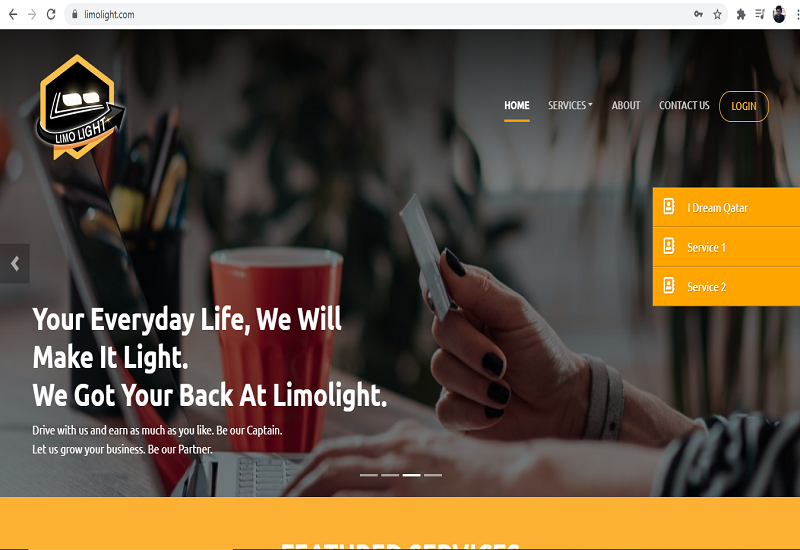 limolight.com
LIMO LIGHT
HOME
SERVICES
ABOUT
CONTACT US
LOGIN
I Dream Qatar
Service 1
Service 2
Your Everyday Life, We Will
Make It Light.
We Got Your Back At Limolight.
Drive with us and earn as much as you like. Be our Captain.
Let us grow your business. Be our Partner.
FEATURED SERVICES